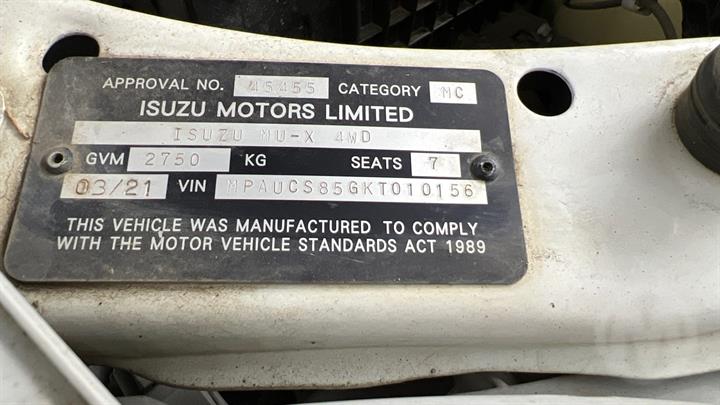 APPROVAL NO. 45455 CATEGORY MC
ISUZU MOTORS LIMITED
ISUZU MU-X 4WD
GVM 2750 KG SEATS 7
03/21 VIN MPAUCS85GKT010156
THIS VEHICLE WAS MANUFACTURED TO COMPLY
WITH THE MOTOR VEHICLE STANDARDS ACT 1989